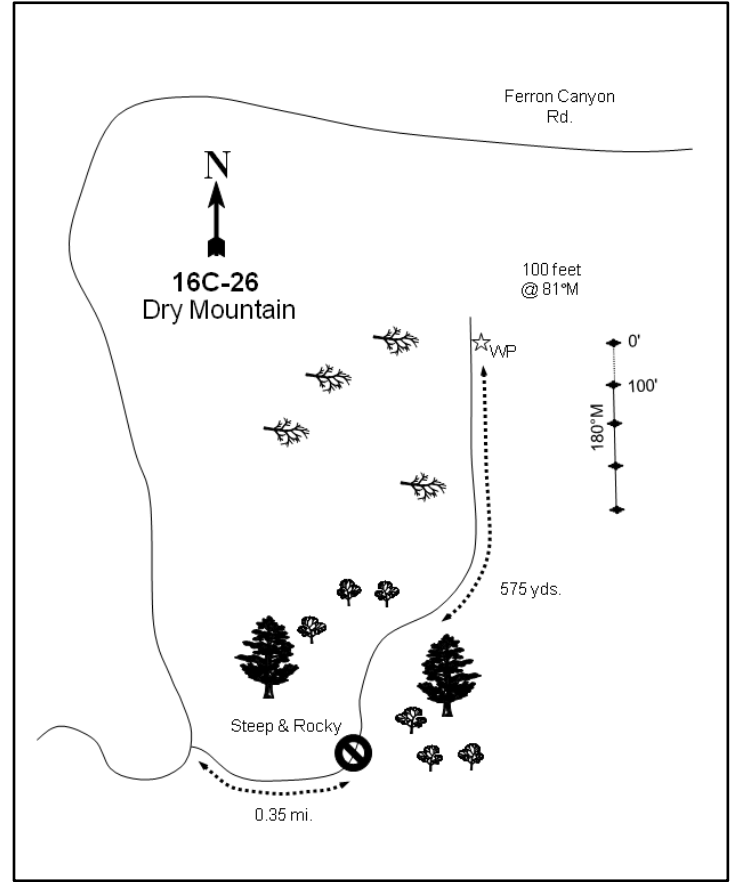 Ferron Canyon
Rd.
N
16C-26
Dry Mountain
100 feet
@ 81°M
WP
0'
100'
180°M
575 yds.
Steep & Rocky
0.35 mi.